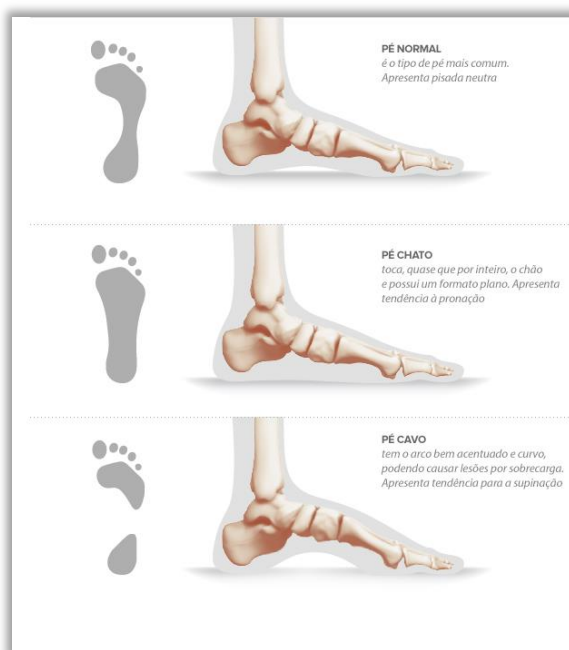 PÉ NORMAL
é o tipo de pé mais comum.
Apresenta pisada neutra
PÉ CHATO
toca, quase que por inteiro, o chão
e possui um formato plano. Apresenta
tendência à pronação
PÉ CAVO
tem o arco bem acentuado e curvo,
podendo causar lesões por sobrecarga.
Apresenta tendência para a supinação